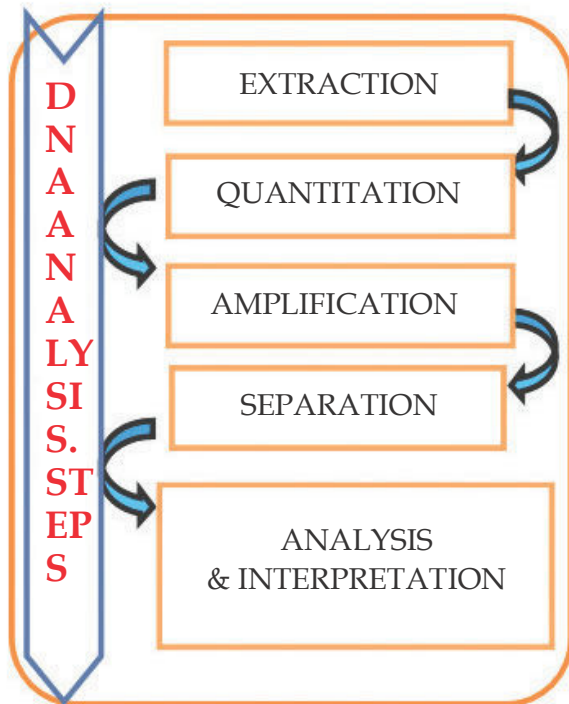 D
N
A
A
N
A
LY
SI
S.
ST
EP
S
EXTRACTION
QUANTITATION
AMPLIFICATION
SEPARATION
ANALYSIS
& INTERPRETATION